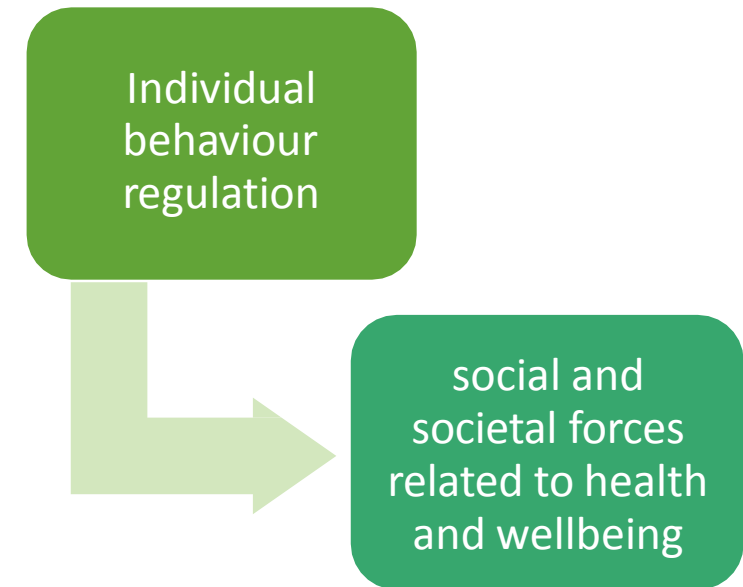 Individual
behaviour
regulation
social and
societal forces
related to health
and wellbeing